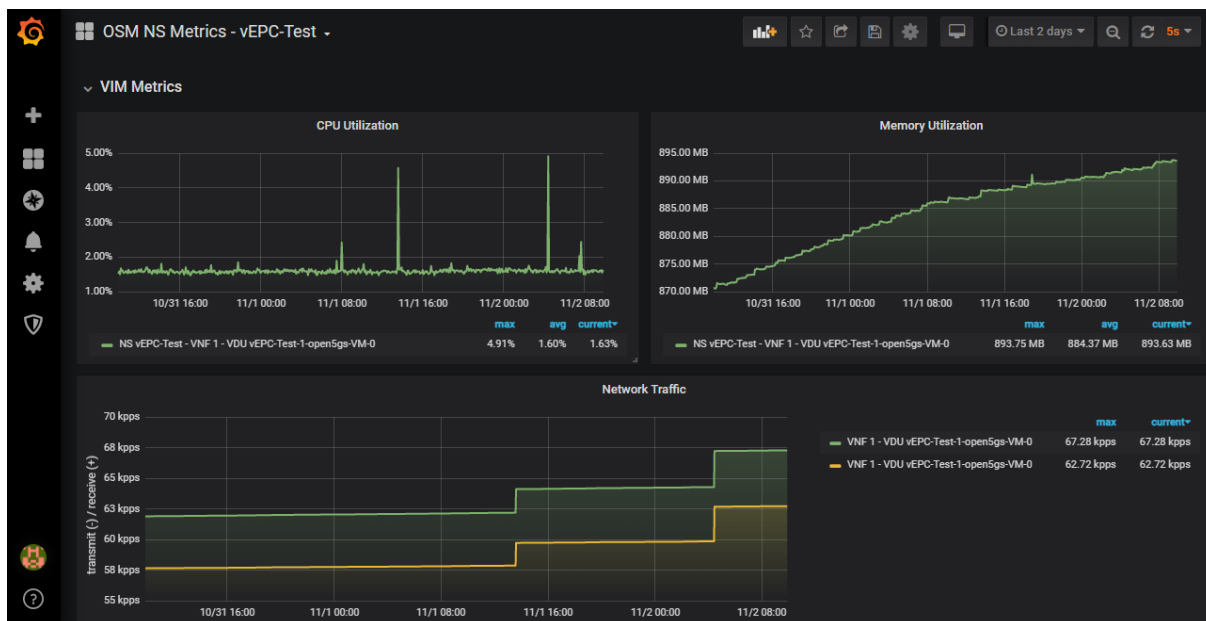 OSM NS Metrics - vEPC-Test
Last 2 days
5s
VIM Metrics
CPU Utilization
5.00%
4.00%
3.00%
2.00%
1.00%
10/31 16:00 11/1 00:00 11/1 08:00 11/1 16:00 11/2 00:00 11/2 08:00
max avg current
NS vEPC-Test - VNF 1 - VDU vEPC-Test-1-open5gs-VM-0 4.91% 1.60% 1.63%
Memory Utilization
895.00 MB
890.00 MB
885.00 MB
880.00 MB
875.00 MB
870.00 MB
10/31 16:00 11/1 00:00 11/1 08:00 11/1 16:00 11/2 00:00 11/2 08:00
max avg current
NS vEPC-Test - VNF 1 - VDU vEPC-Test-1-open5gs-VM-0 893.75 MB 884.37 MB 893.63 MB
Network Traffic
transmit (-) / receive (+)
70 kpps
68 kpps
65 kpps
63 kpps
60 kpps
58 kpps
55 kpps
10/31 16:00 11/1 00:00 11/1 08:00 11/1 16:00 11/2 00:00 11/2 08:00
max current
VNF 1 - VDU vEPC-Test-1-open5gs-VM-0 67.28 kpps 67.28 kpps
VNF 1 - VDU vEPC-Test-1-open5gs-VM-0 62.72 kpps 62.72 kpps